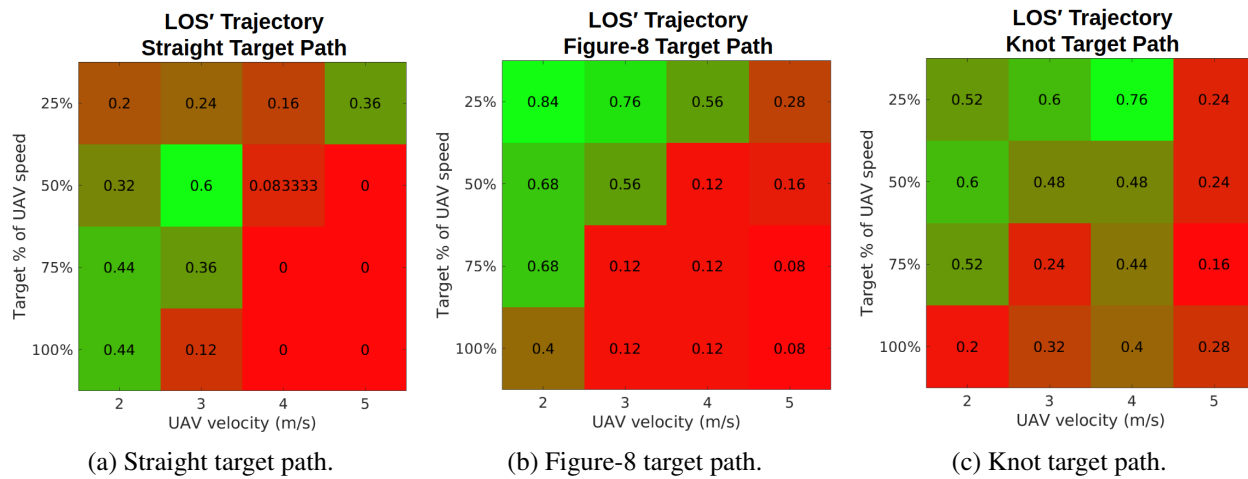 LOS′ Trajectory
Straight Target Path
Target % of UAV speed
25% 0.2 0.24 0.16 0.36
50% 0.32 0.6 0.083333 0
75% 0.44 0.36 0 0
100% 0.44 0.12 0 0
2 3 4 5
UAV velocity (m/s)
(a) Straight target path.
LOS′ Trajectory
Figure-8 Target Path
Target % of UAV speed
25% 0.84 0.76 0.56 0.28
50% 0.68 0.56 0.12 0.16
75% 0.68 0.12 0.12 0.08
100% 0.4 0.12 0.12 0.08
2 3 4 5
UAV velocity (m/s)
(b) Figure-8 target path.
LOS′ Trajectory
Knot Target Path
Target % of UAV speed
25% 0.52 0.6 0.76 0.24
50% 0.6 0.48 0.48 0.24
75% 0.52 0.24 0.44 0.16
100% 0.2 0.32 0.4 0.28
2 3 4 5
UAV velocity (m/s)
(c) Knot target path.